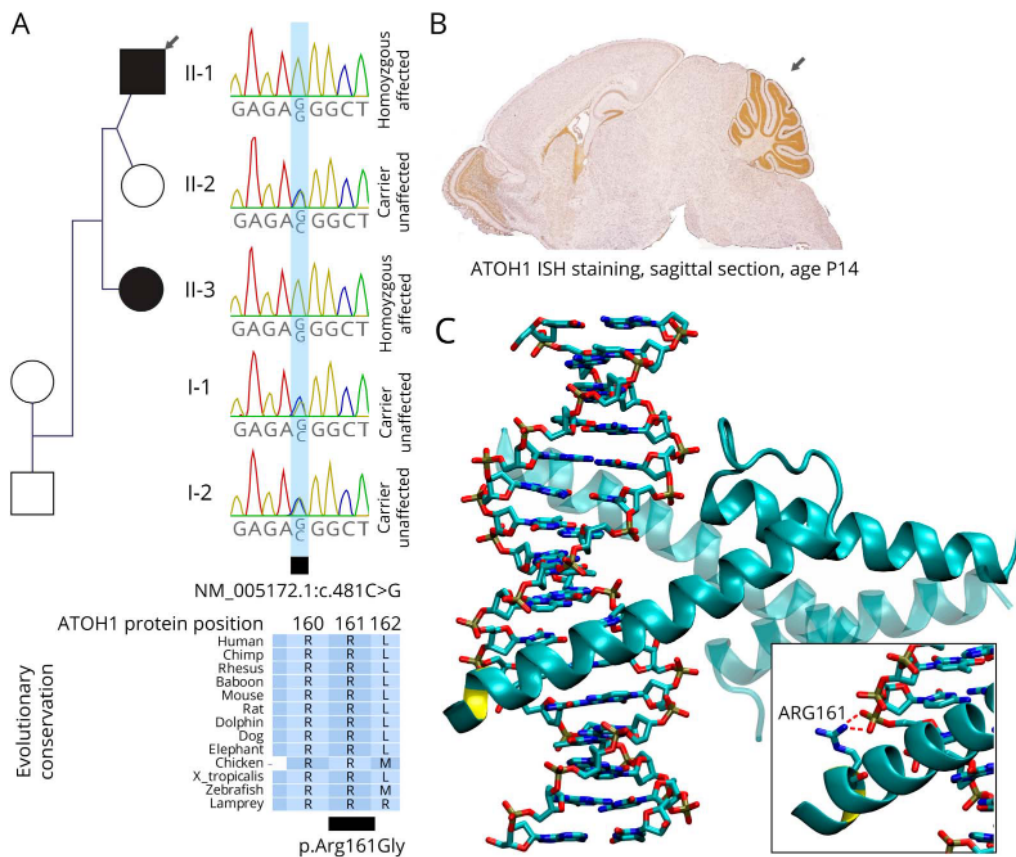 A
II-1
GAGA G GGCT
G
Homoyzgous
affected
II-2
GAGA G GGCT
C
Carrier
unaffected
II-3
GAGA G GGCT
G
Homoyzgous
affected
I-1
GAGA G GGCT
C
Carrier
unaffected
I-2
GAGA G GGCT
C
Carrier
unaffected
NM_005172.1:c.481C>G
ATOH1 protein position 160 161 162
Evolutionary
conservation
Human R R L
Chimp R R L
Rhesus R R L
Baboon R R L
Mouse R R L
Rat R R L
Dolphin R R L
Dog R R L
Elephant R R L
Chicken R R M
X_tropicalis R R L
Zebrafish R R M
Lamprey R R R
p.Arg161Gly
B
ATOH1 ISH staining, sagittal section, age P14
C
ARG161